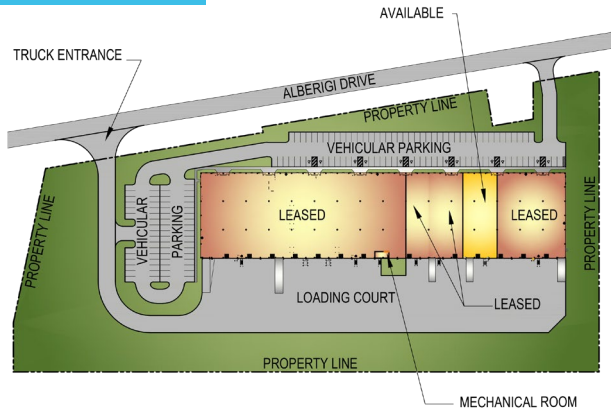 AVAILABLE
TRUCK ENTRANCE
ALBERIGI DRIVE
PROPERTY LINE
VEHICULAR PARKING
LEASED
LEASED
PROPERTY LINE
VEHICULAR
PARKING
PROPERTY LINE
LOADING COURT
LEASED
PROPERTY LINE
MECHANICAL ROOM